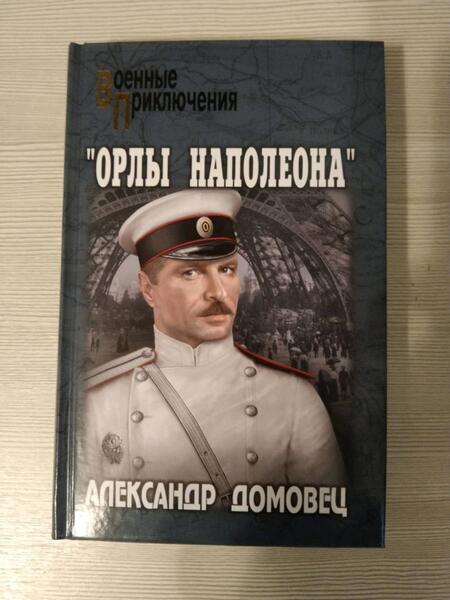 Военные
Приключения
"ОРЛЫ НАПОЛЕОНА"
АЛЕКСАНДР ДОМОВЕЦ